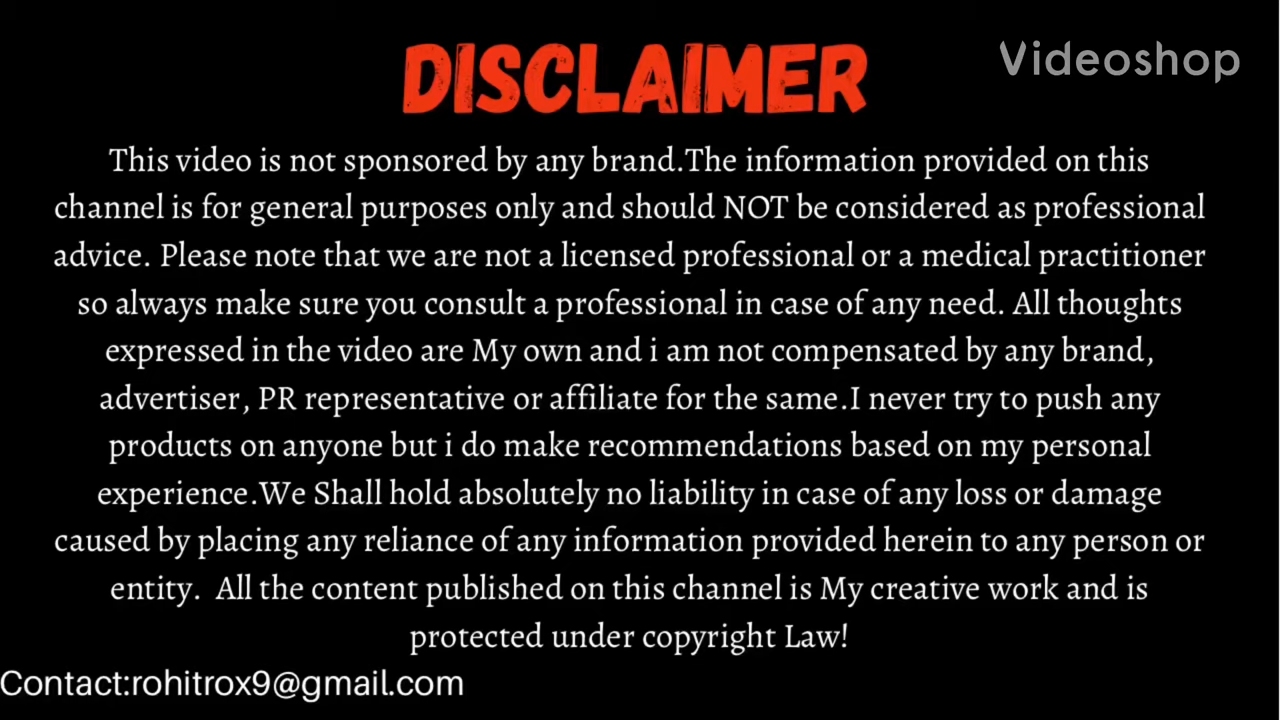 DISCLAIMER
Videoshop
This video is not sponsored by any brand.The information provided on this
channel is for general purposes only and should NOT be considered as professional
advice. Please note that we are not a licensed professional or a medical practitioner
so always make sure you consult a professional in case of any need. All thoughts
expressed in the video are My own and i am not compensated by any brand,
advertiser, PR representative or affiliate for the same.I never try to push any
products on anyone but i do make recommendations based on my personal
experience.We Shall hold absolutely no liability in case of any loss or damage
caused by placing any reliance of any information provided herein to any person or
entity.  All the content published on this channel is My creative work and is
protected under copyright Law!
Contact:rohitrox9@gmail.com